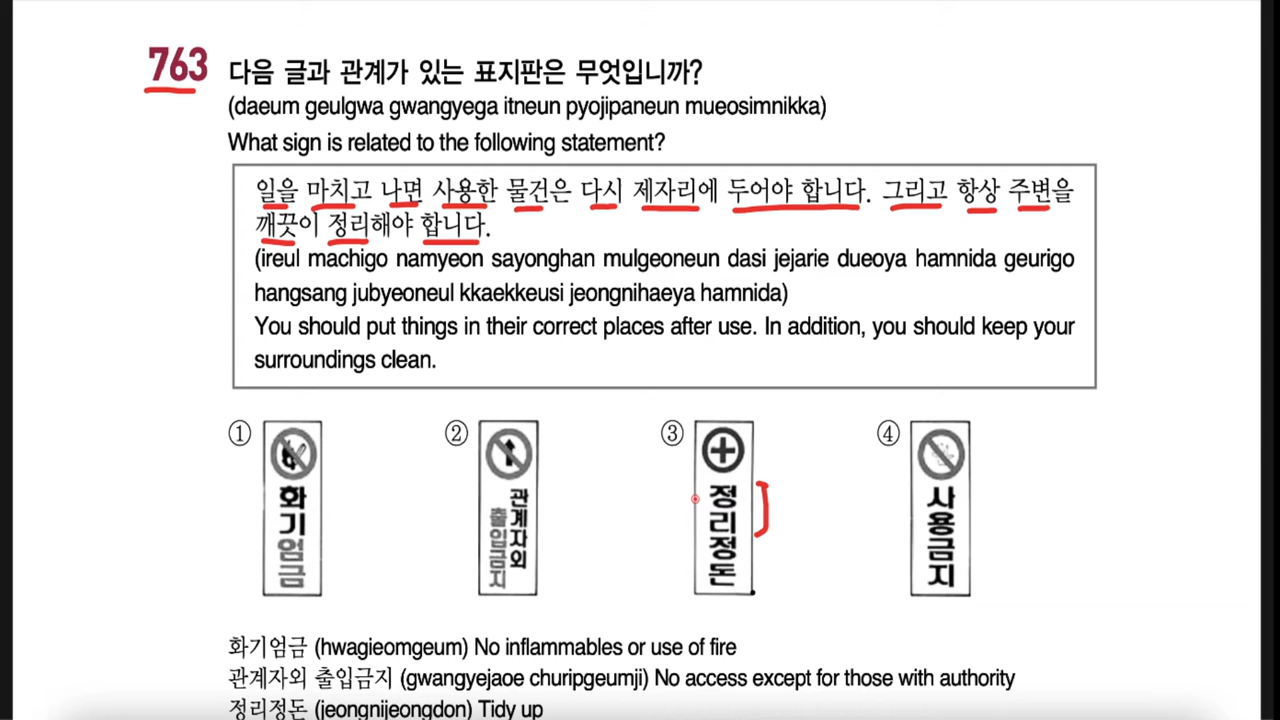 763 다음 글과 관계가 있는 표지판은 무엇입니까?
(daeum geulgwa gwangyega itneun pyojipaneun mueosimnikka)
What sign is related to the following statement?
일을 마치고 나면 사용한 물건은 다시 제자리에 두어야 합니다. 그리고 항상 주변을
깨끗이 정리해야 합니다.
(ireul machigo namyeon sayonghan mulgeoneun dasi jejarie dueoya hamnida geurigo
hangsang jubyeoneul kkaekkeusi jeongnihaeya hamnida)
You should put things in their correct places after use. In addition, you should keep your
surroundings clean.
① 화기엄금
② 관계자외
출입금지
③ 정리정돈
④ 사용금지
화기엄금 (hwagieomgeum) No inflammables or use of fire
관계자외 출입금지 (gwangyejaoe churipgeumji) No access except for those with authority
정리정돈 (jeongnijeongdon) Tidy up